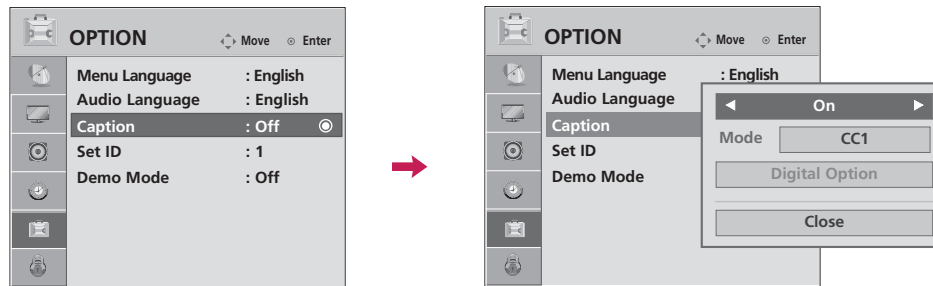 OPTION Move Enter
Menu Language : English
Audio Language : English
Caption : Off
Set ID : 1
Demo Mode : Off
OPTION Move Enter
Menu Language : English
Audio Language
Caption
Set ID
Demo Mode
On
Mode CC1
Digital Option
Close